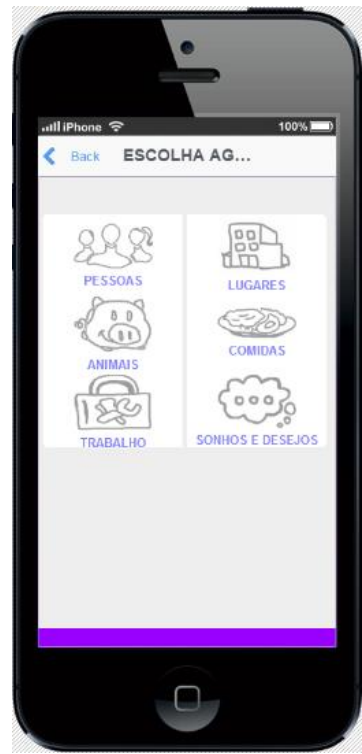 iPhone 100%
Back ESCOLHA AG...
PESSOAS LUGARES
ANIMAIS COMIDAS
TRABALHO SONHOS E DESEJOS